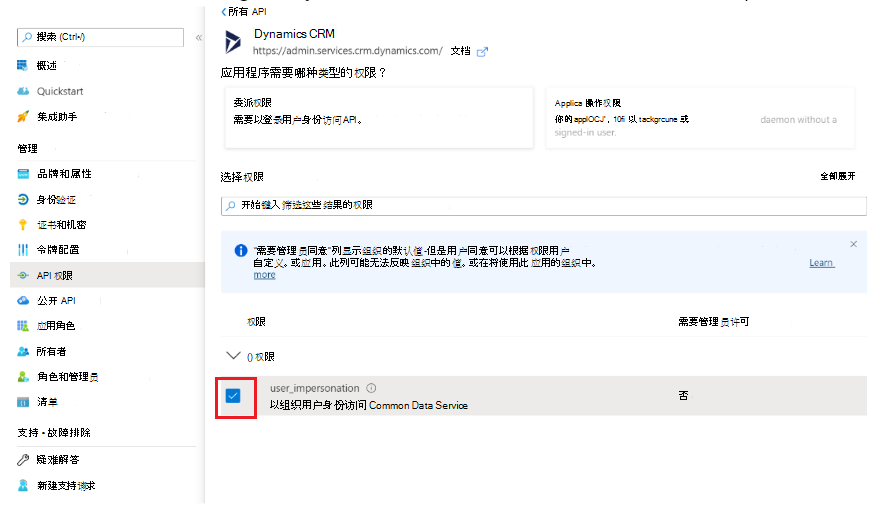 所有 API
搜索 (Ctrl+/)
概述
Quickstart
集成助手
管理
品牌和属性
身份验证
证书和机密
令牌配置
API 权限
公开 API
应用角色
所有者
角色和管理员
清单
支持 - 故障排除
疑难解答
新建支持请求
Dynamics CRM
https://admin.services.crm.dynamics.com/ 文档
应用程序需要哪种类型的权限？
委派权限
需要以登录用户身份访问API。
Applica 操作权限
你的 applOCJ', 10fi 以 tackgrcune 或 daemon without a
signed-in user.
选择权限
全部展开
开始键入筛选这些结果的权限
"需要管理员同意"列显示组织的默认值-但是用户同意可以根据权限用户
自定义。或应用。此列可能无法反映组织中的值。或在将使用此应用的组织中。 Learn
more
权限
需要管理员许可
() 权限
user_impersonation
以组织用户身份访问 Common Data Service
否